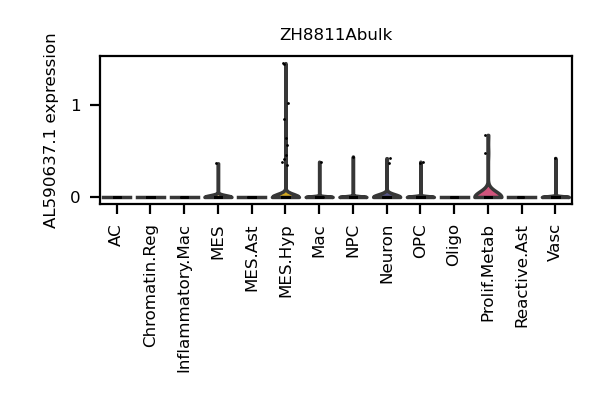 ZH8811Abulk
AL590637.1 expression
1
0
AC
Chromatin.Reg
Inflammatory.Mac
MES
MES.Ast
MES.Hyp
Mac
NPC
Neuron
OPC
Oligo
Prolif.Metab
Reactive.Ast
Vasc